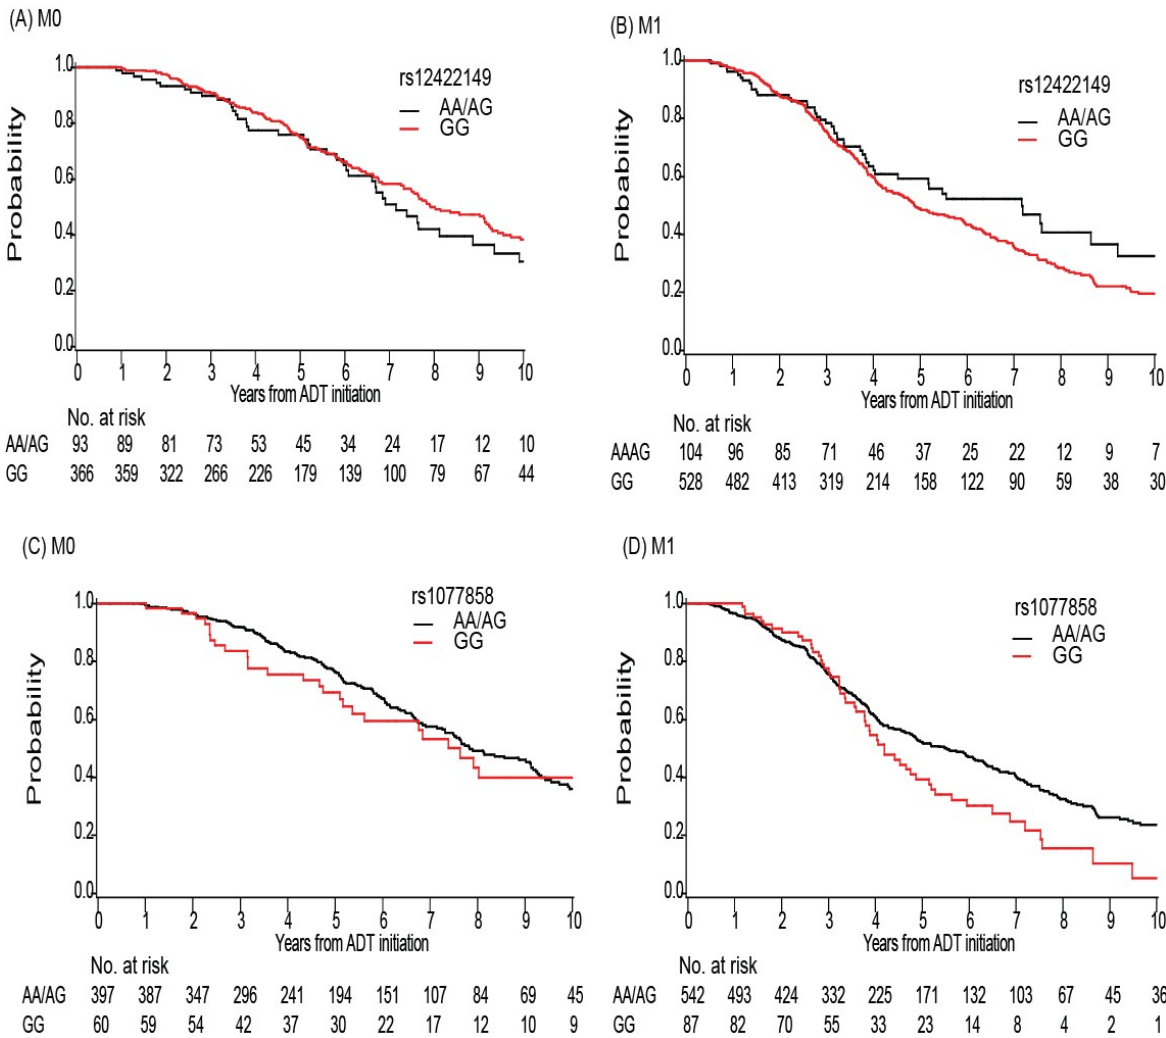 (A) M0
rs12422149
AA/AG
GG
Probability
1.0
0.8
0.6
0.4
0.2
0.0
0 1 2 3 4 5 6 7 8 9 10
Years from ADT initiation
No. at risk
AA/AG 93 89 81 73 53 45 34 24 17 12 10
GG 366 359 322 266 226 179 139 100 79 67 44
(B) M1
rs12422149
AA/AG
GG
Probability
1.0
0.8
0.6
0.4
0.2
0.0
0 1 2 3 4 5 6 7 8 9 10
Years from ADT initiation
No. at risk
AAAG 104 96 85 71 46 37 25 22 12 9 7
GG 528 482 413 319 214 158 122 90 59 38 30
(C) M0
rs1077858
AA/AG
GG
Probability
1.0
0.8
0.6
0.4
0.2
0.0
0 1 2 3 4 5 6 7 8 9 10
Years from ADT initiation
No. at risk
AA/AG 397 387 347 296 241 194 151 107 84 69 45
GG 60 59 54 42 37 30 22 17 12 10 9
(D) M1
rs1077858
AA/AG
GG
Probability
1.0
0.8
0.6
0.4
0.2
0.0
0 1 2 3 4 5 6 7 8 9 10
Years from ADT initiation
No. at risk
AA/AG 542 493 424 332 225 171 132 103 67 45 36
GG 87 82 70 55 33 23 14 8 4 2 1